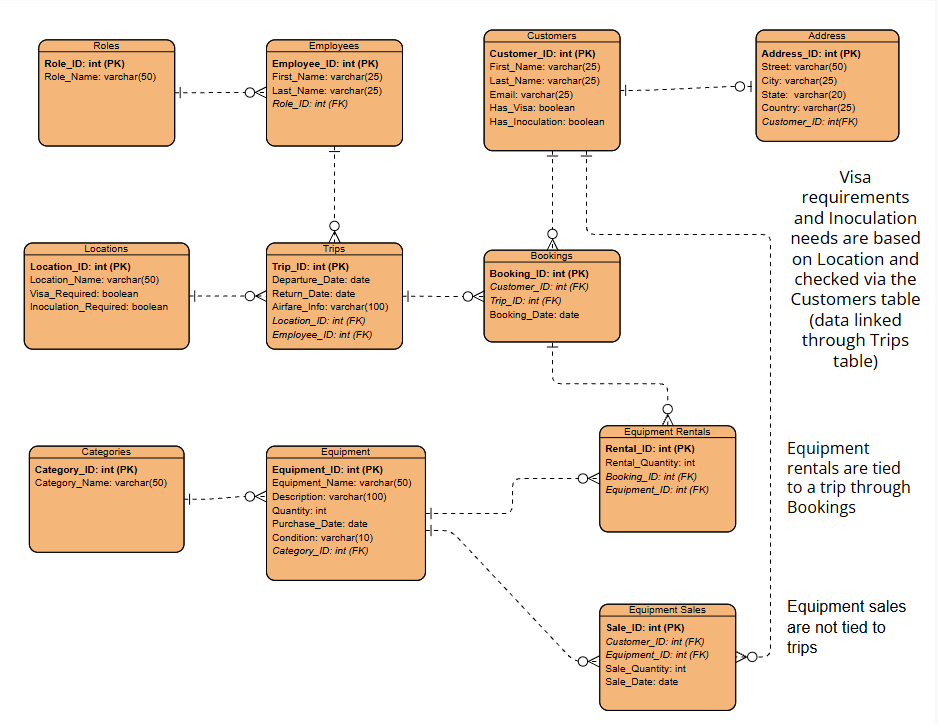 Roles
Role_ID: int (PK)
Role_Name: varchar(50)
Employees
Employee_ID: int (PK)
First_Name: varchar(25)
Last_Name: varchar(25)
Role_ID: int (FK)
Customers
Customer_ID: int (PK)
First_Name: varchar(25)
Last_Name: varchar(25)
Email: varchar(25)
Has_Visa: boolean
Has_Inoculation: boolean
Address
Address_ID: int (PK)
Street: varchar(50)
City: varchar(25)
State: varchar(20)
Country: varchar(25)
Customer_ID: int(FK)
Visa
requirements
and Inoculation
needs are based
on Location and
checked via the
Customers table
(data linked
through Trips
table)
Locations
Location_ID: int (PK)
Location_Name: varchar(50)
Visa_Required: boolean
Inoculation_Required: boolean
Trips
Trip_ID: int (PK)
Departure_Date: date
Return_Date: date
Airfare_Info: varchar(100)
Location_ID: int (FK)
Employee_ID: int (FK)
Bookings
Booking_ID: int (PK)
Customer_ID: int (FK)
Trip_ID: int (FK)
Booking_Date: date
Categories
Category_ID: int (PK)
Category_Name: varchar(50)
Equipment
Equipment_ID: int (PK)
Equipment_Name: varchar(50)
Description: varchar(100)
Quantity: int
Purchase_Date: date
Condition: varchar(10)
Category_ID: int (FK)
Equipment Rentals
Rental_ID: int (PK)
Rental_Quantity: int
Booking_ID: int (FK)
Equipment_ID: int (FK)
Equipment
rentals are tied
to a trip through
Bookings
Equipment Sales
Sale_ID: int (PK)
Customer_ID: int (FK)
Equipment_ID: int (FK)
Sale_Quantity: int
Sale_Date: date
Equipment sales
are not tied to
trips